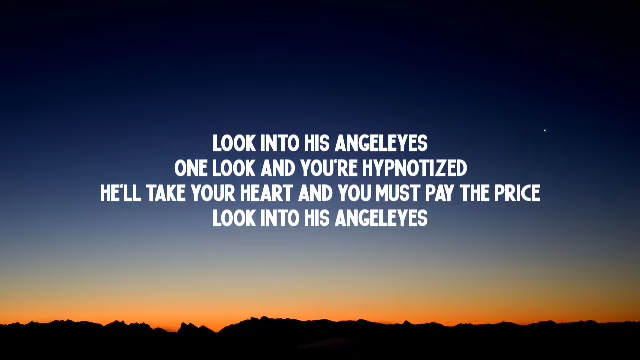 LOOK INTO HIS ANGELEYES
ONE LOOK AND YOU'RE HYPNOTIZED
HE'LL TAKE YOUR HEART AND YOU MUST PAY THE PRICE
LOOK INTO HIS ANGELEYES